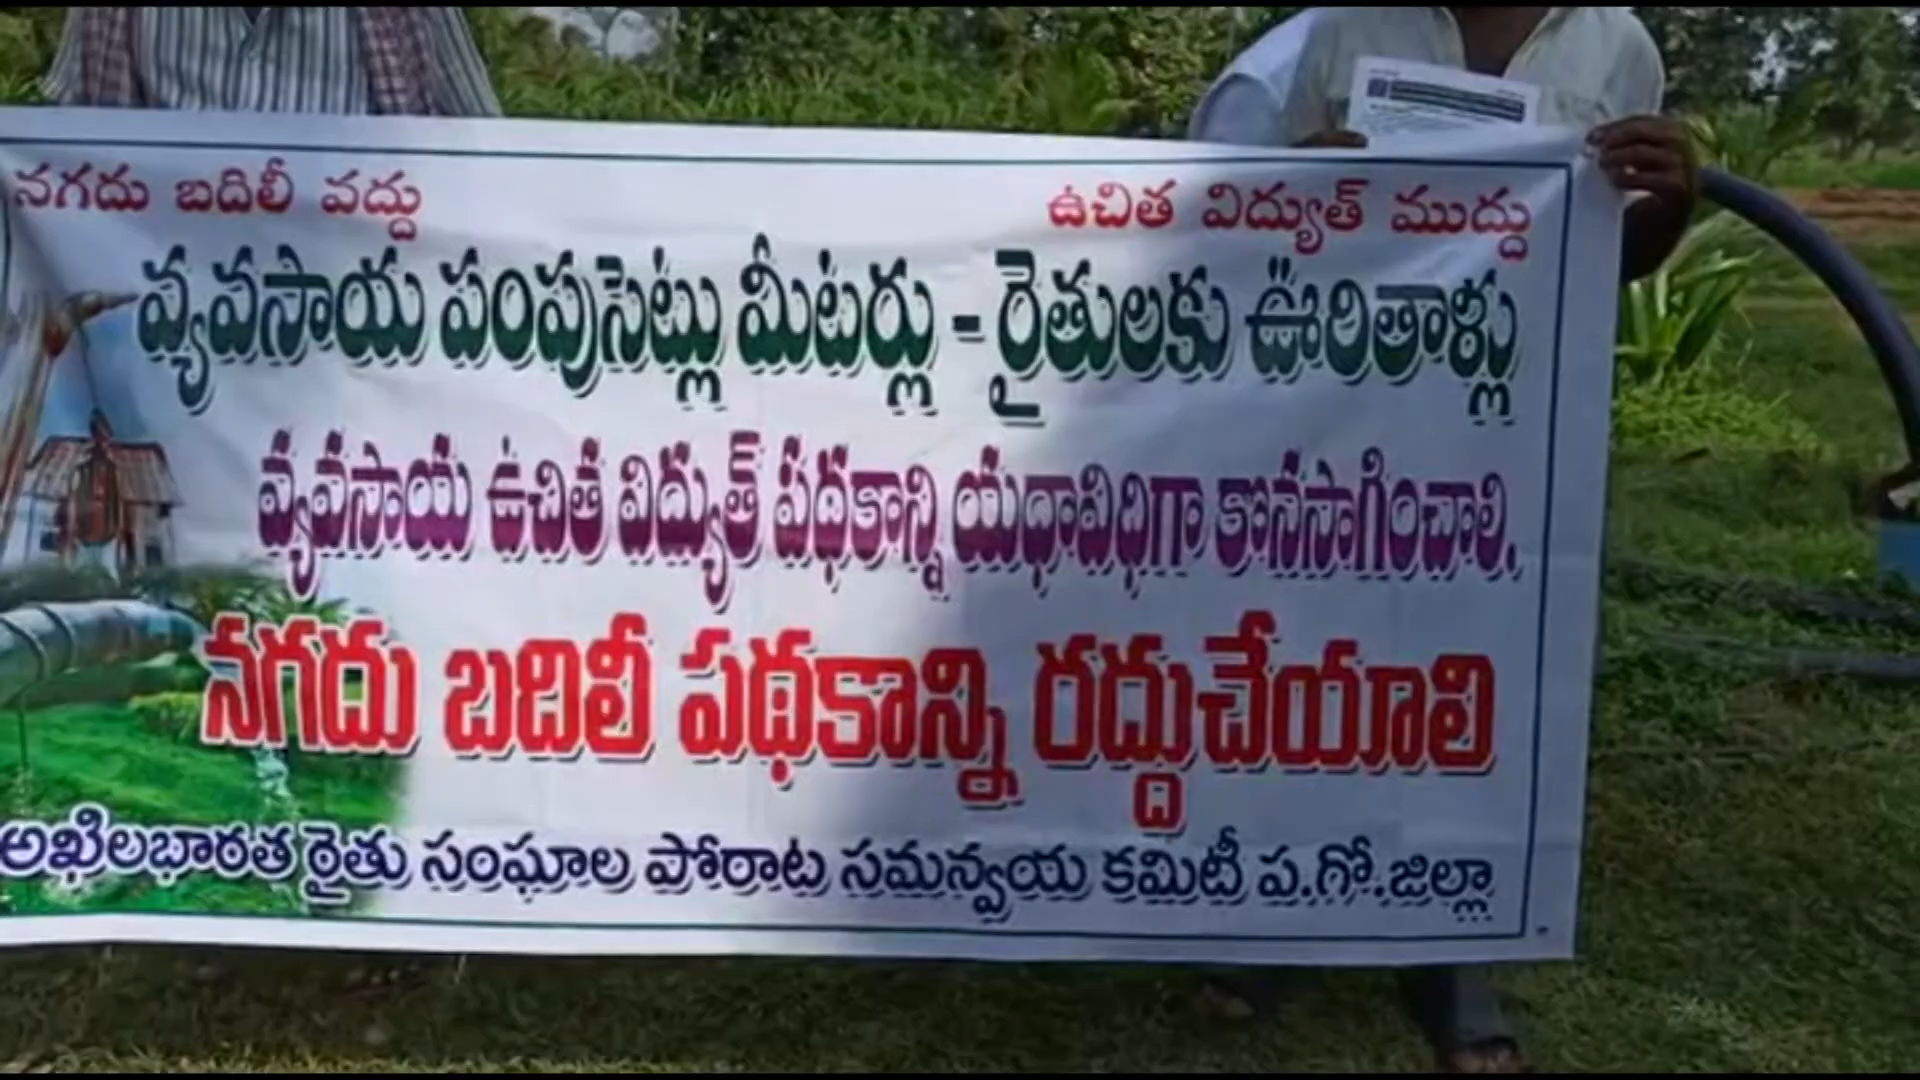 నగదు బదిలీ వద్దు ఉచిత విద్యుత్ ముద్దు
వ్యవసాయ పంపుసెట్లు మీటర్లు - రైతులకు ఊరితాళ్లు
వ్యవసాయ ఉచిత విద్యుత్ పథకాన్ని యథావిధిగా కొనసాగించాలి.
నగదు బదిలీ పథకాన్ని రద్దుచేయాలి
అఖిలభారత రైతు సంఘాల పోరాట సమన్వయ కమిటీ ప.గో.జిల్లా